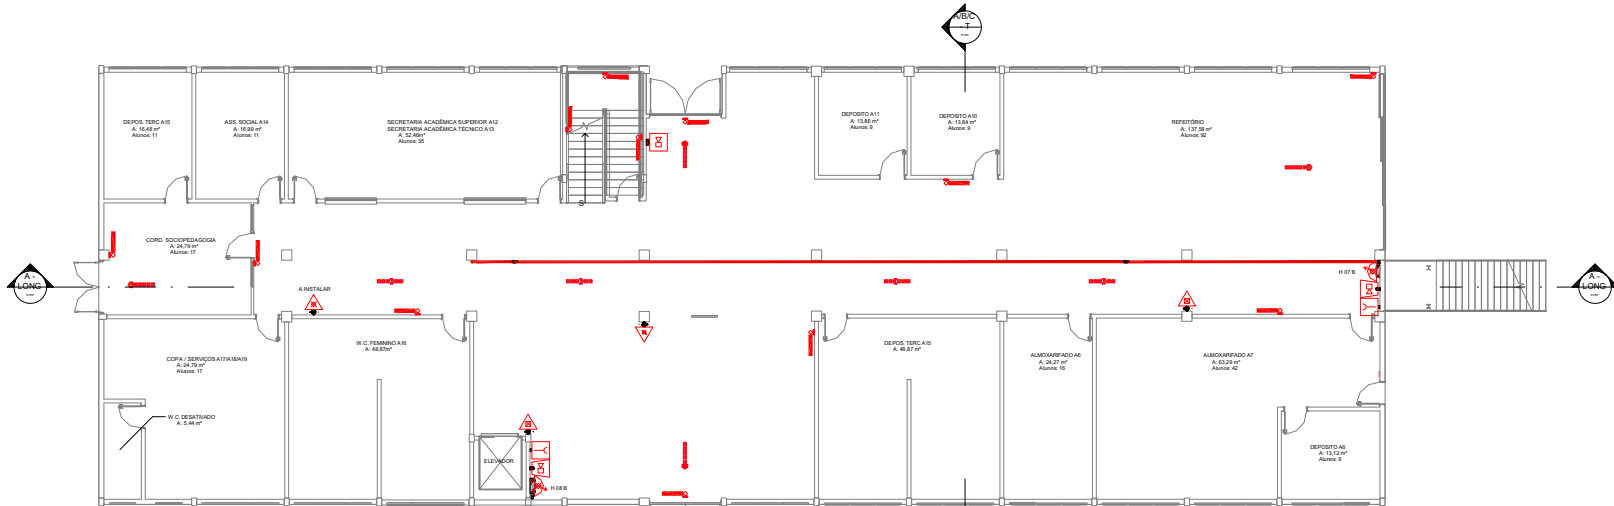 A/B/C
- T
---
DEPOS. TERC A15
A: 16,48 m²
Alunos: 11
ASS. SOCIAL A14
A: 16,99 m²
Alunos: 11
SECRETARIA ACADÊMICA SUPERIOR A12
SECRETARIA ACADÊMICA TÉCNICO A13
A: 52,46m²
Alunos: 35
DEPOSITO A11
A: 13,86 m²
Alunos: 9
DEPOSITO A10
A: 13,84 m²
Alunos: 9
REFEITÓRIO
A: 137,58 m²
Alunos: 92
S
CORD. SOCIOPEDAGOGIA
A: 24,79 m²
Alunos: 17
A -
LONG
---
A INSTALAR
H 07 B
H
H
A -
LONG
---
COPA / SERVIÇOS A17/A18/A19
A: 24,79 m²
Alunos: 17
W.C. FEMININO A16
A: 48,87m²
DEPOS. TERC A15
A: 48,87 m²
ALMOXARIFADO A6
A: 24,27 m²
Alunos: 16
ALMOXARIFADO A7
A: 63,29 m²
Alunos: 42
W.C. DESATIVADO
A: 5,44 m²
ELEVADOR
H 08 B
DEPOSITO A6
A: 13,12 m²
Alunos: 9